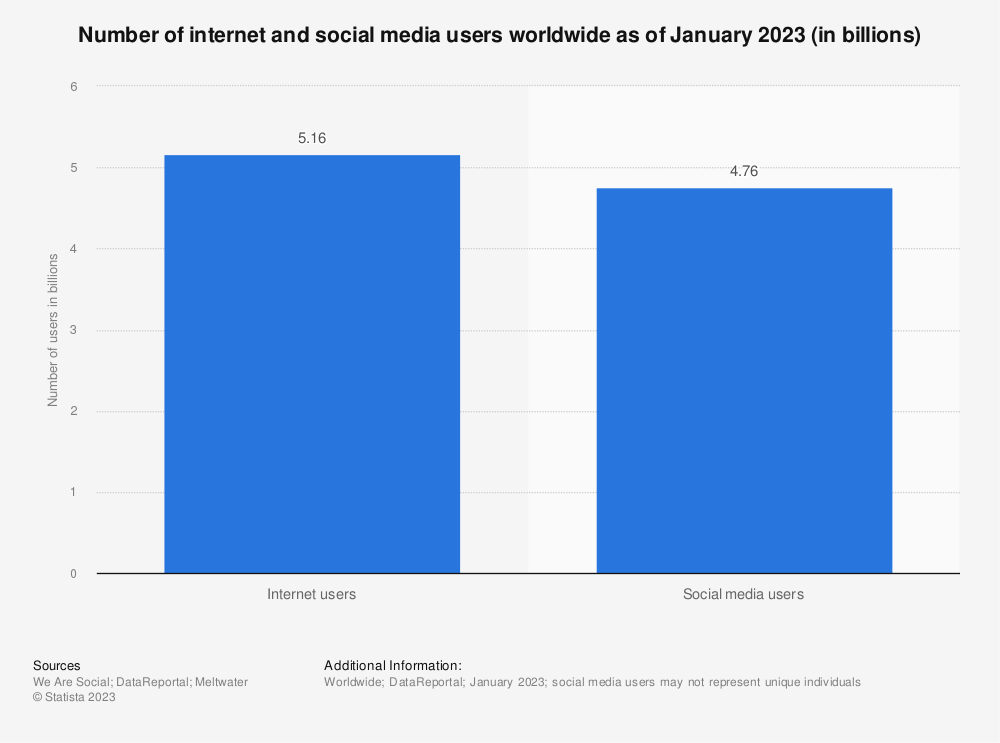 Number of internet and social media users worldwide as of January 2023 (in billions)
6
5
4
3
2
1
0
Number of users in billions
5.16
4.76
Internet users
Social media users
Sources
We Are Social; DataReportal; Meltwater
© Statista 2023
Additional Information:
Worldwide; DataReportal; January 2023; social media users may not represent unique individuals